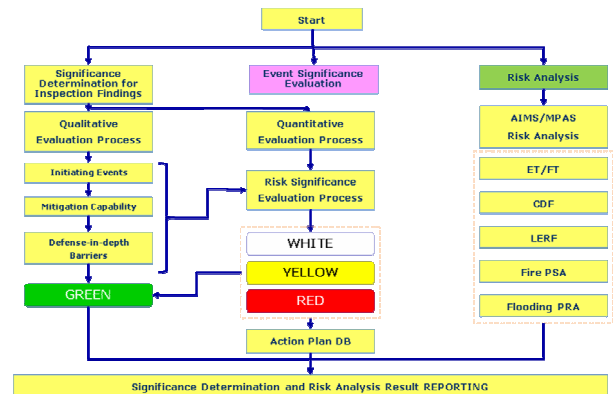 Start
Significance
Determination for
Inspection Findings
Event Significance
Evaluation
Risk Analysis
Qualitative
Evaluation Process
Quantitative
Evaluation Process
AIMS/MPAS
Risk Analysis
Initiating Events
Mitigation Capability
Defense-in-depth
Barriers
GREEN
Risk Significance
Evaluation Process
WHITE
YELLOW
RED
Action Plan DB
ET/FT
CDF
LERF
Fire PSA
Flooding PRA
Significance Determination and Risk Analysis Result REPORTING